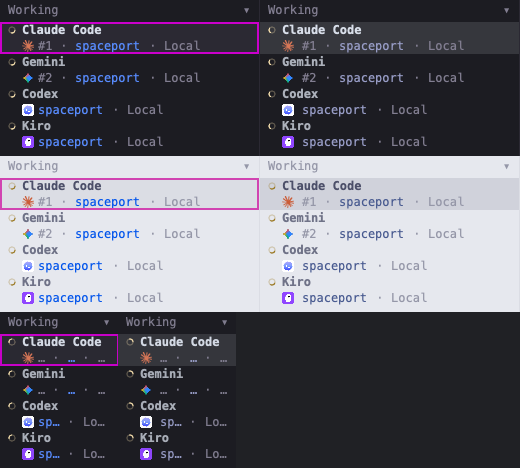 Working ▾
Claude Code
#1 · spaceport · Local
Gemini
#2 · spaceport · Local
Codex
spaceport · Local
Kiro
spaceport · Local
Working ▾
Claude Code
#1 · spaceport · Local
Gemini
#2 · spaceport · Local
Codex
spaceport · Local
Kiro
spaceport · Local
Working ▾
Claude Code
#1 · spaceport · Local
Gemini
#2 · spaceport · Local
Codex
spaceport · Local
Kiro
spaceport · Local
Working ▾
Claude Code
#1 · spaceport · Local
Gemini
#2 · spaceport · Local
Codex
spaceport · Local
Kiro
spaceport · Local
Working ▾
Claude Code
… · … · …
Gemini
… · … · …
Codex
sp… · Lo…
Kiro
sp… · Lo…
Working ▾
Claude Code
… · … · …
Gemini
… · … · …
Codex
sp… · Lo…
Kiro
sp… · Lo…